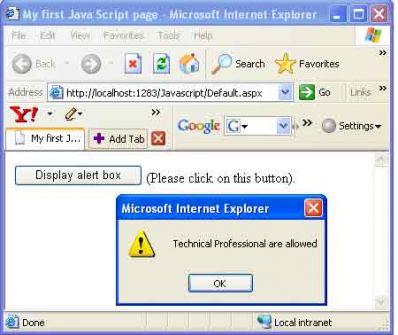 My first Java Script page - Microsoft Internet Explorer
File Edit View Favorites Tools Help
Back Search Favorites »
Address http://localhost:1283/Javascript/Default.aspx Go Links »
Y! » Google G » Settings
My first J... Add Tab
Display alert box (Please click on this button).
Microsoft Internet Explorer
Technical Professional are allowed
OK
Done Local intranet